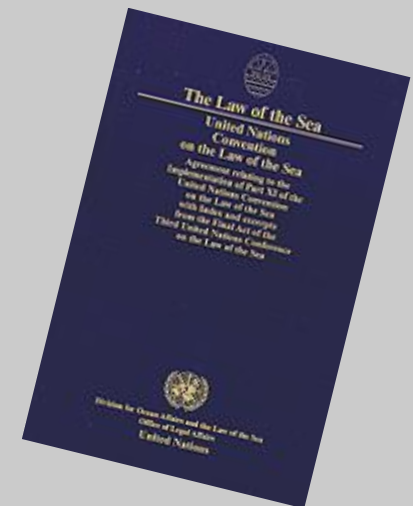 The Law of the Sea
United Nations
Convention
on the Law of the Sea
Agreement relating to the
Implementation of Part XI of the
United Nations Convention
on the Law of the Sea
with Index and excerpts
from the Final Act of the
Third United Nations Conference
on the Law of the Sea
Division for Ocean Affairs and the Law of the Sea
Office of Legal Affairs
United Nations